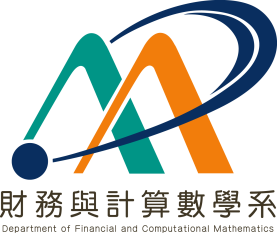 財務與計算數學系
Department of Financial and Computational Mathematics